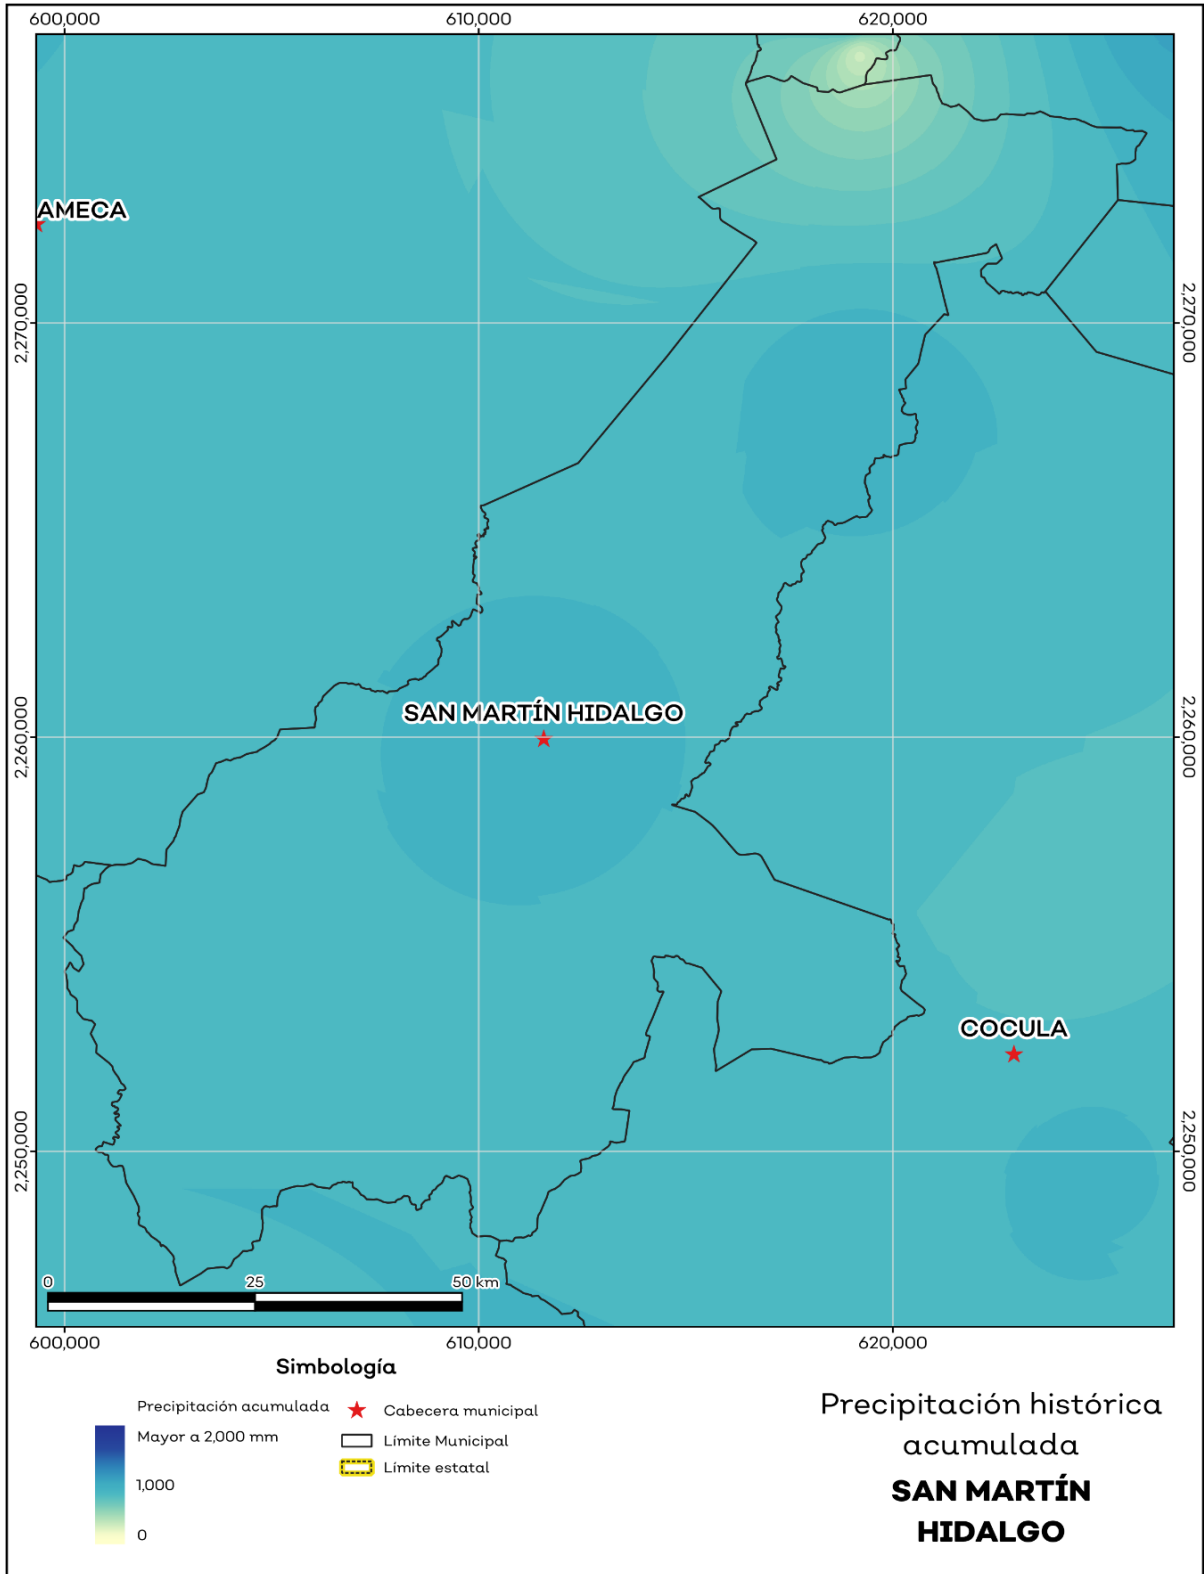 600,000
610,000
620,000
AMECA
2,270,000
2,270,000
SAN MARTÍN HIDALGO
2,260,000
2,260,000
COCULA
2,250,000
2,250,000
0
25
50 km
600,000
610,000
620,000
Simbología
Precipitación acumulada
Mayor a 2,000 mm
1,000
0
Cabecera municipal
Límite Municipal
Límite estatal
Precipitación histórica
acumulada
SAN MARTÍN
HIDALGO